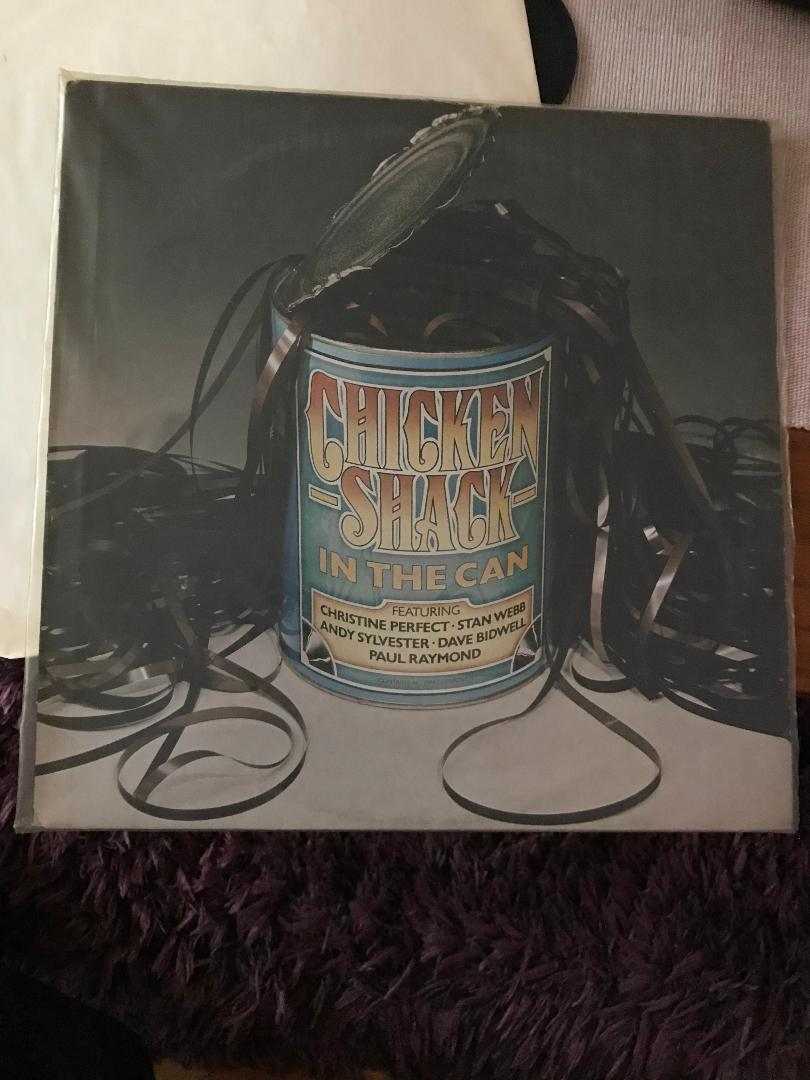 CHICKEN
-SHACK-
IN THE CAN
FEATURING
CHRISTINE PERFECT · STAN WEBB
ANDY SYLVESTER · DAVE BIDWELL
PAUL RAYMOND